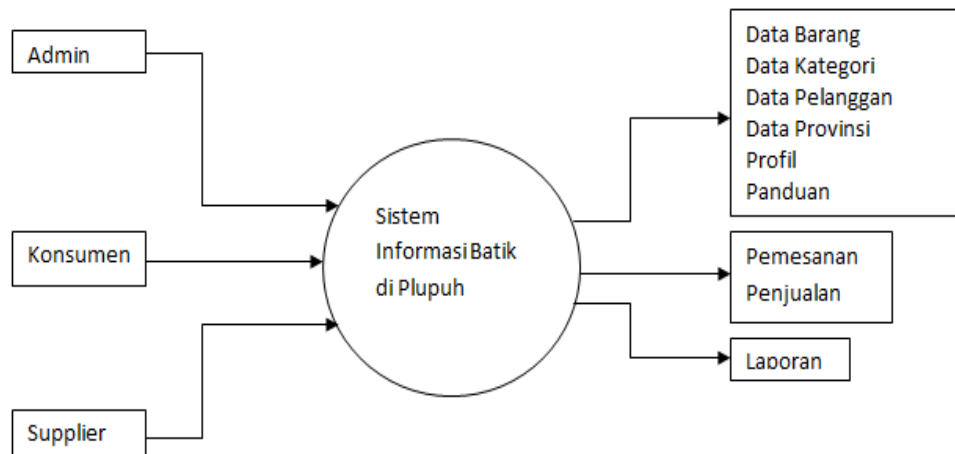 Admin
Konsumen
Supplier
Sistem
Informasi Batik
di Plupuh
Data Barang
Data Kategori
Data Pelanggan
Data Provinsi
Profil
Panduan
Pemesanan
Penjualan
Laporan